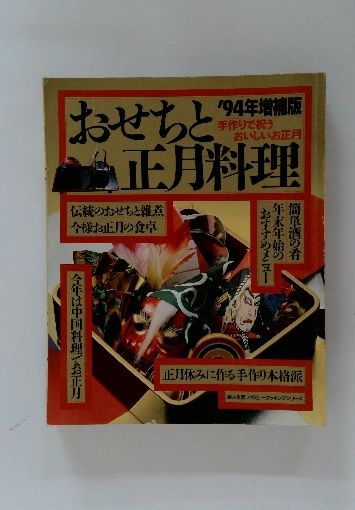 '94年増補版
おせちと
手作りで祝う
おいしいお正月
正月料理
伝統のおせちと雑煮
今様お正月の食卓
簡単酒の肴
年末年始の
おすすめメニュー
今年は中国料理でお正月
正月休みに作る手作り本格派